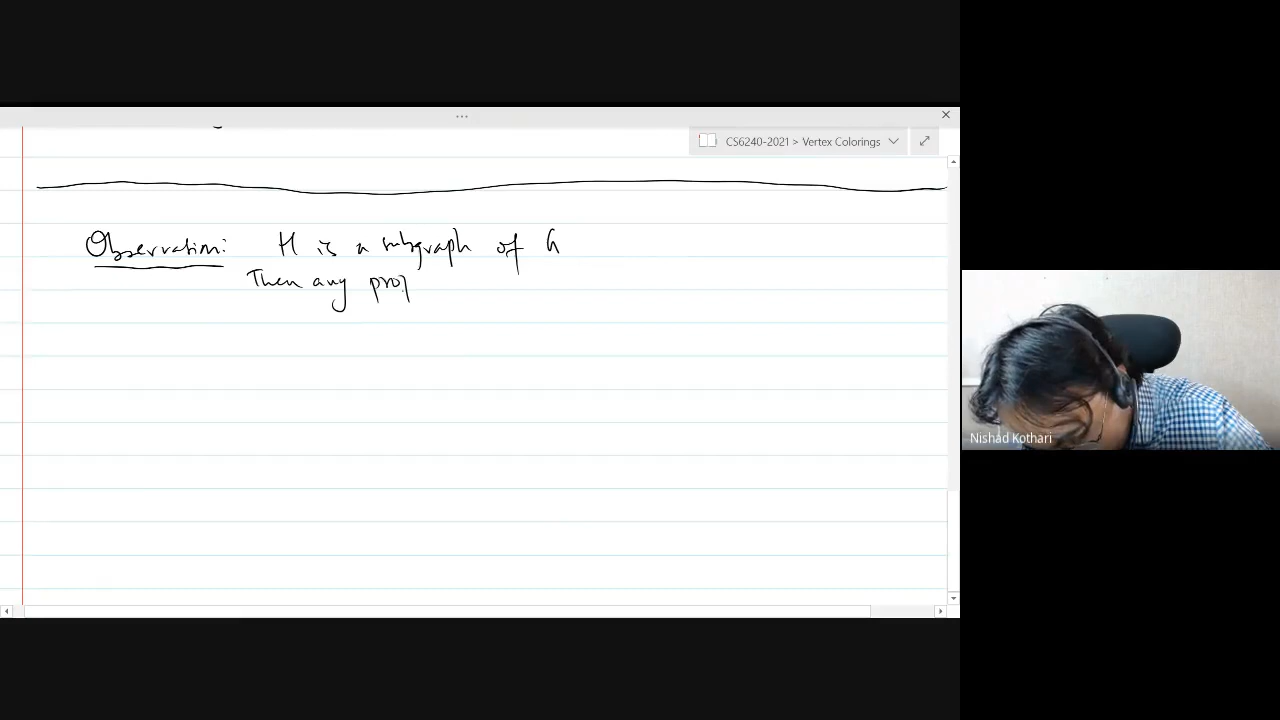 CS6240-2021 > Vertex Colorings
Observation: H is a subgraph of G
Then any prop
Nishad Kothari